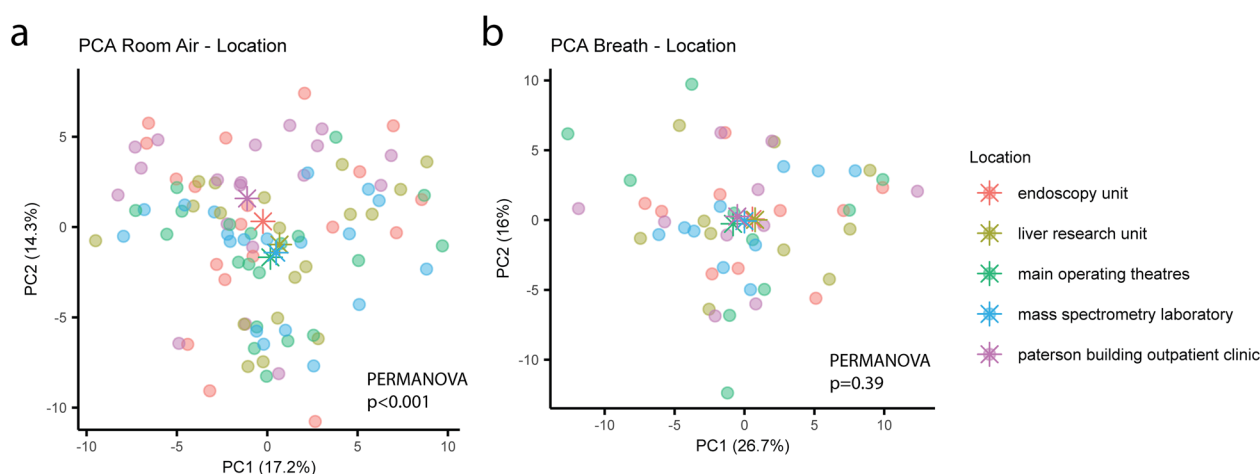 a
PCA Room Air - Location
PC2 (14.3%)
5
0
-5
-10
-10
-5
0
5
10
PC1 (17.2%)
PERMANOVA
p<0.001
b
PCA Breath - Location
PC2 (16%)
10
5
0
-5
-10
-10
-5
0
5
10
PC1 (26.7%)
PERMANOVA
p=0.39
Location
endoscopy unit
liver research unit
main operating theatres
mass spectrometry laboratory
paterson building outpatient clinic